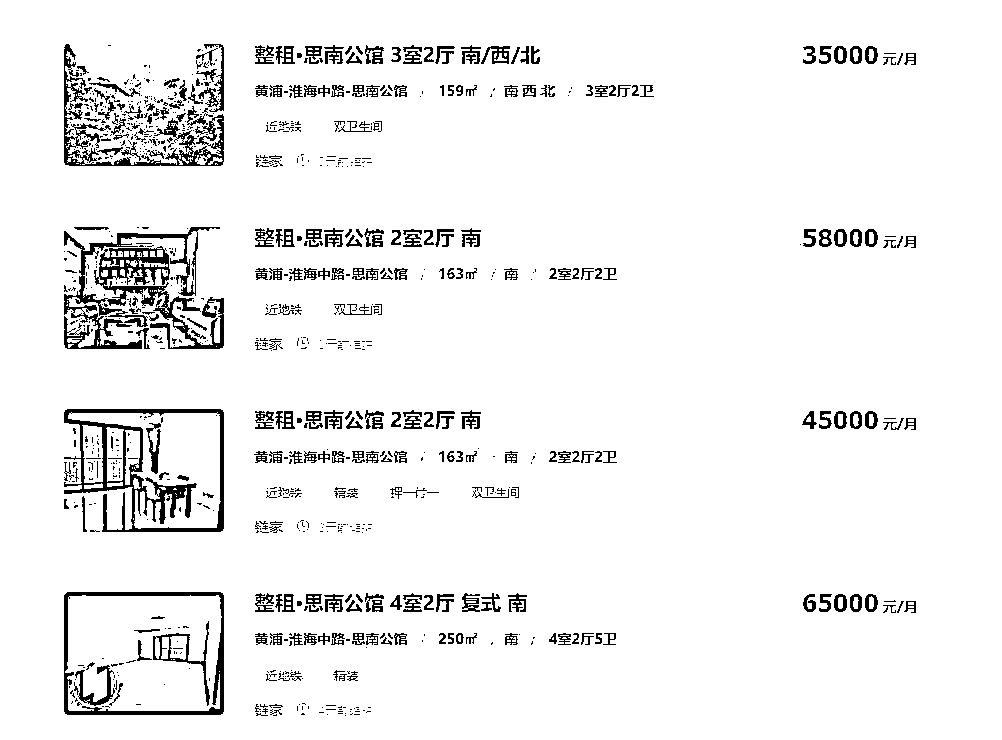 整租·思南公馆 3室2厅 南/西/北
35000 元/月
黄浦-淮海中路-思南公馆 / 159㎡ / 南 西 北 / 3室2厅2卫
近地铁 双卫生间
链家
整租·思南公馆 2室2厅 南
58000 元/月
黄浦-淮海中路-思南公馆 / 163㎡ / 南 / 2室2厅2卫
近地铁 双卫生间
链家
整租·思南公馆 2室2厅 南
45000 元/月
黄浦-淮海中路-思南公馆 / 163㎡ 南 / 2室2厅2卫
近地铁 精装 押一付一 双卫生间
链家
整租·思南公馆 4室2厅 复式 南
65000 元/月
黄浦-淮海中路-思南公馆 / 250㎡ 南 / 4室2厅5卫
近地铁 精装
链家